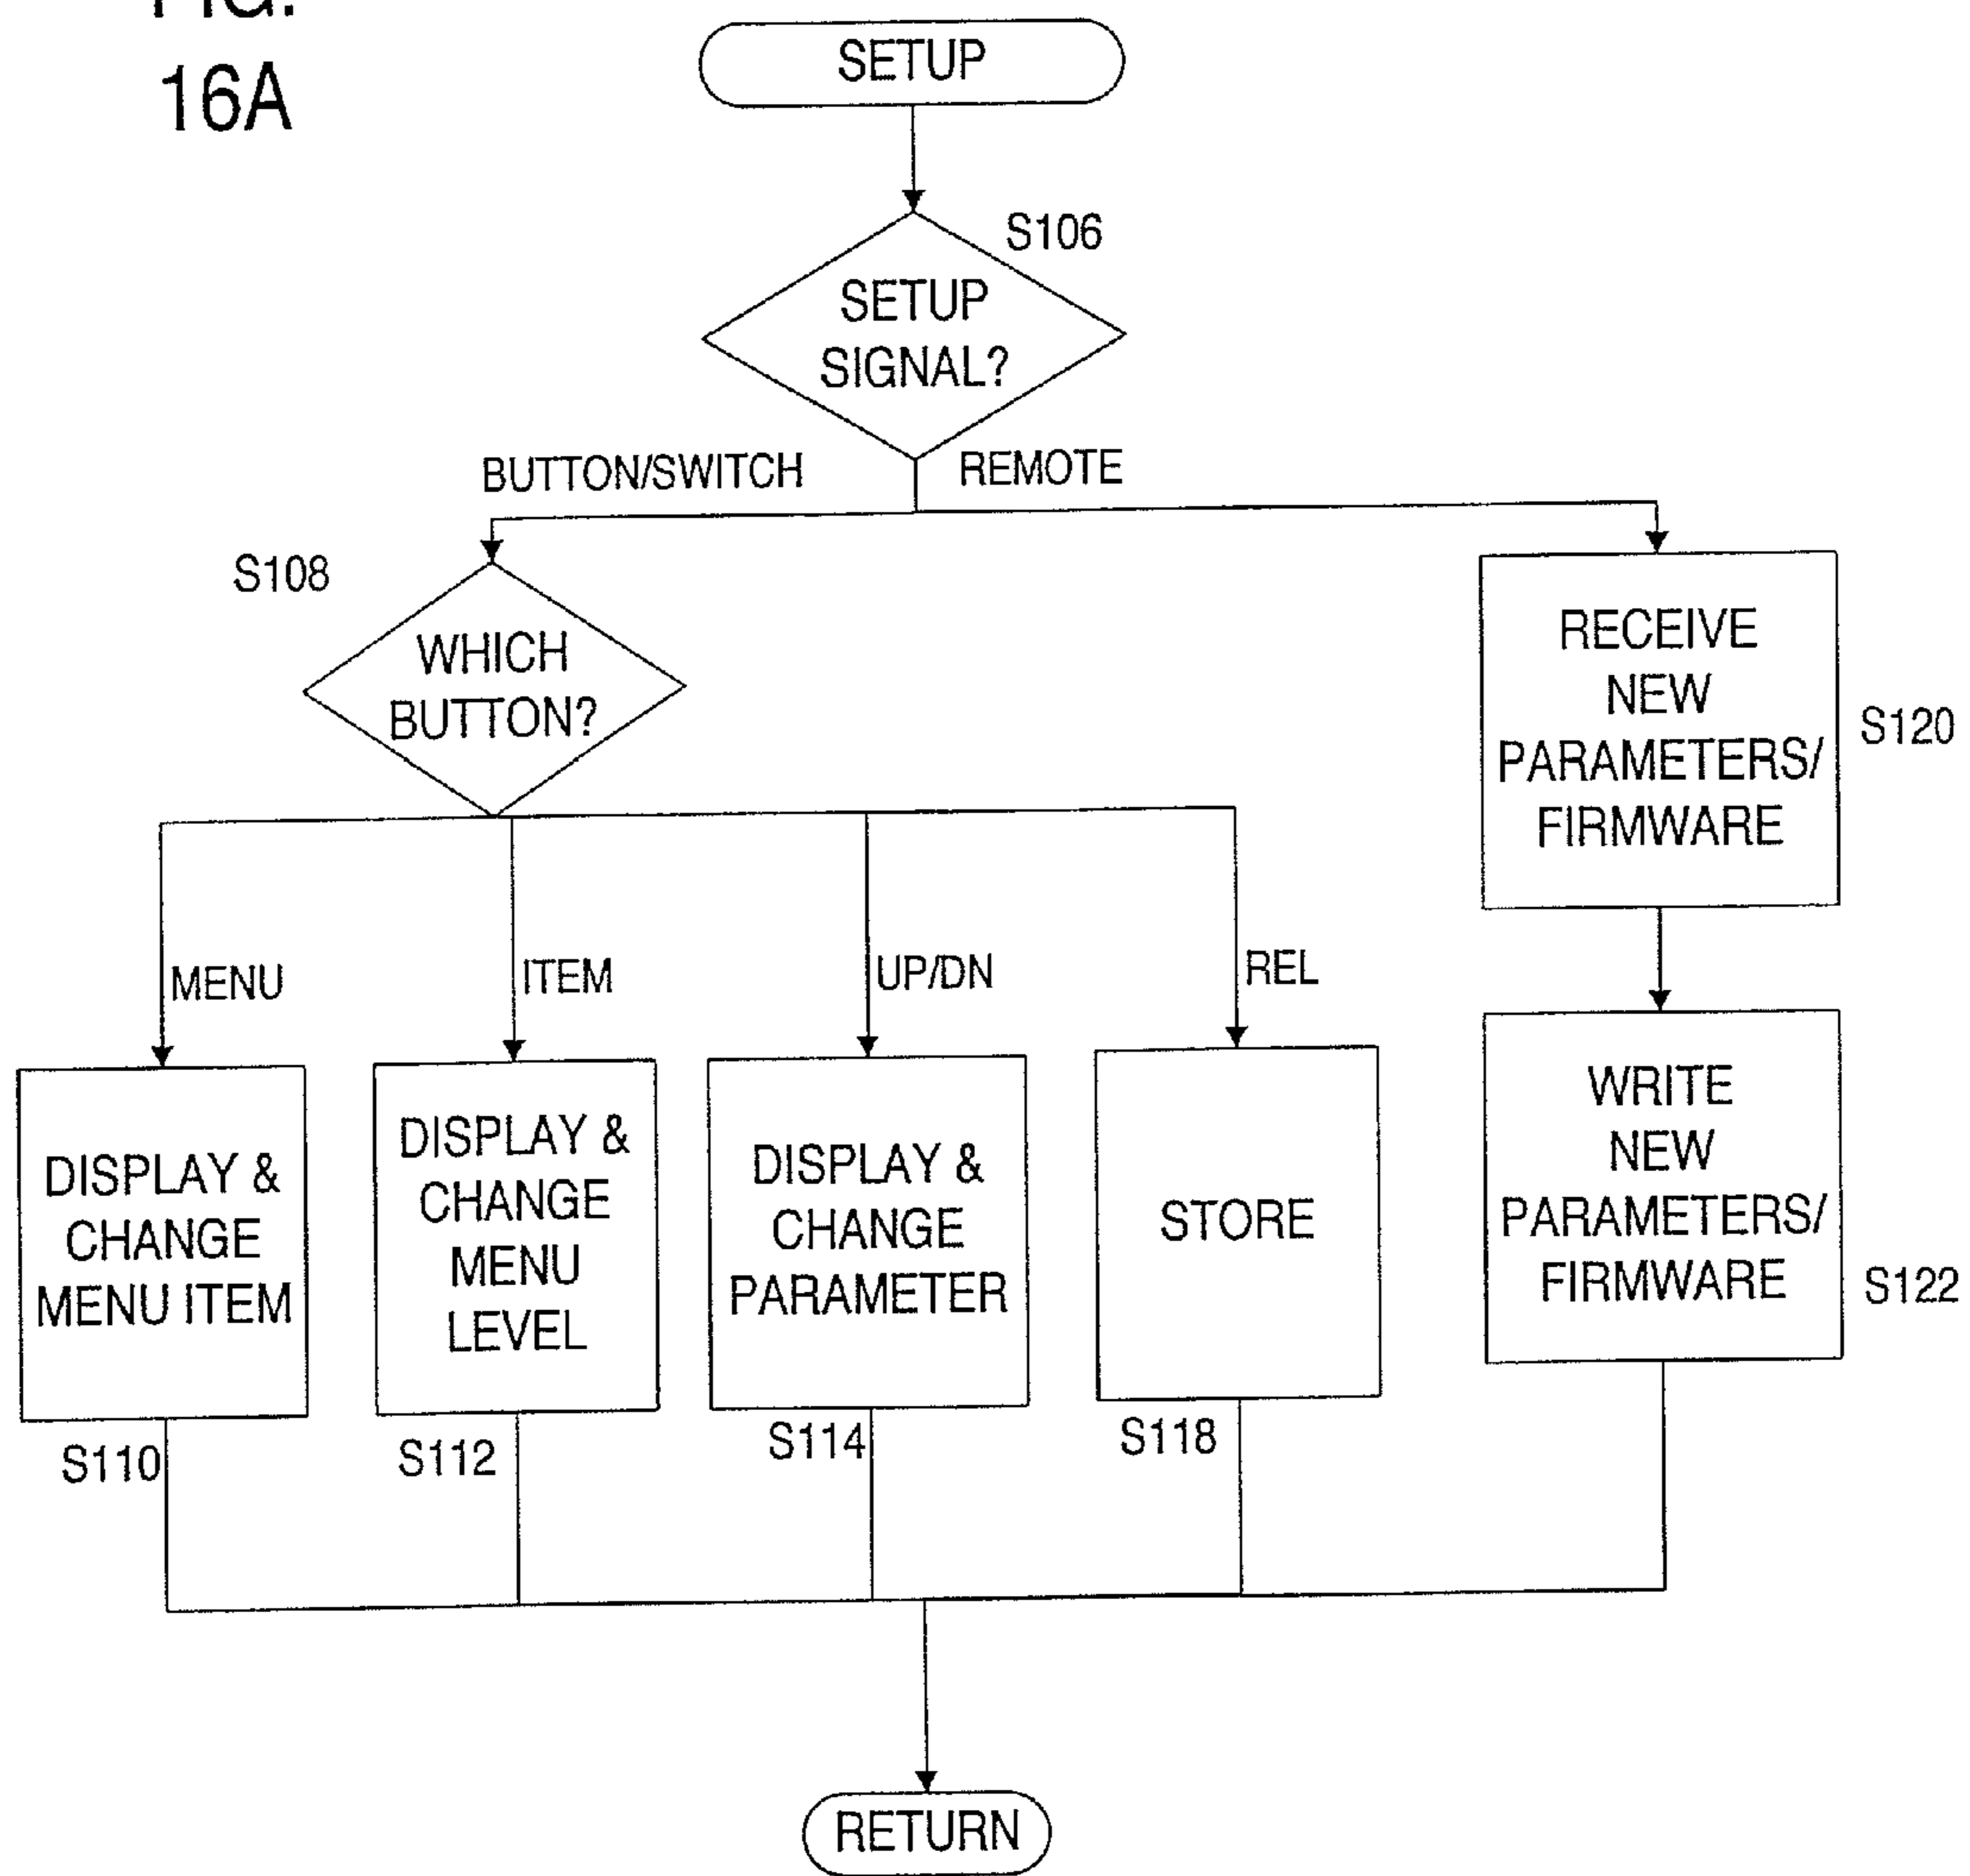 FIG.
16A
SETUP
S106
SETUP
SIGNAL?
BUTTON/SWITCH
REMOTE
S108
WHICH
BUTTON?
RECEIVE
NEW
PARAMETERS/
FIRMWARE
S120
MENU
ITEM
UP/DN
REL
DISPLAY &
CHANGE
MENU ITEM
S110
DISPLAY &
CHANGE
MENU
LEVEL
S112
DISPLAY &
CHANGE
PARAMETER
S114
STORE
S118
WRITE
NEW
PARAMETERS/
FIRMWARE
S122
RETURN